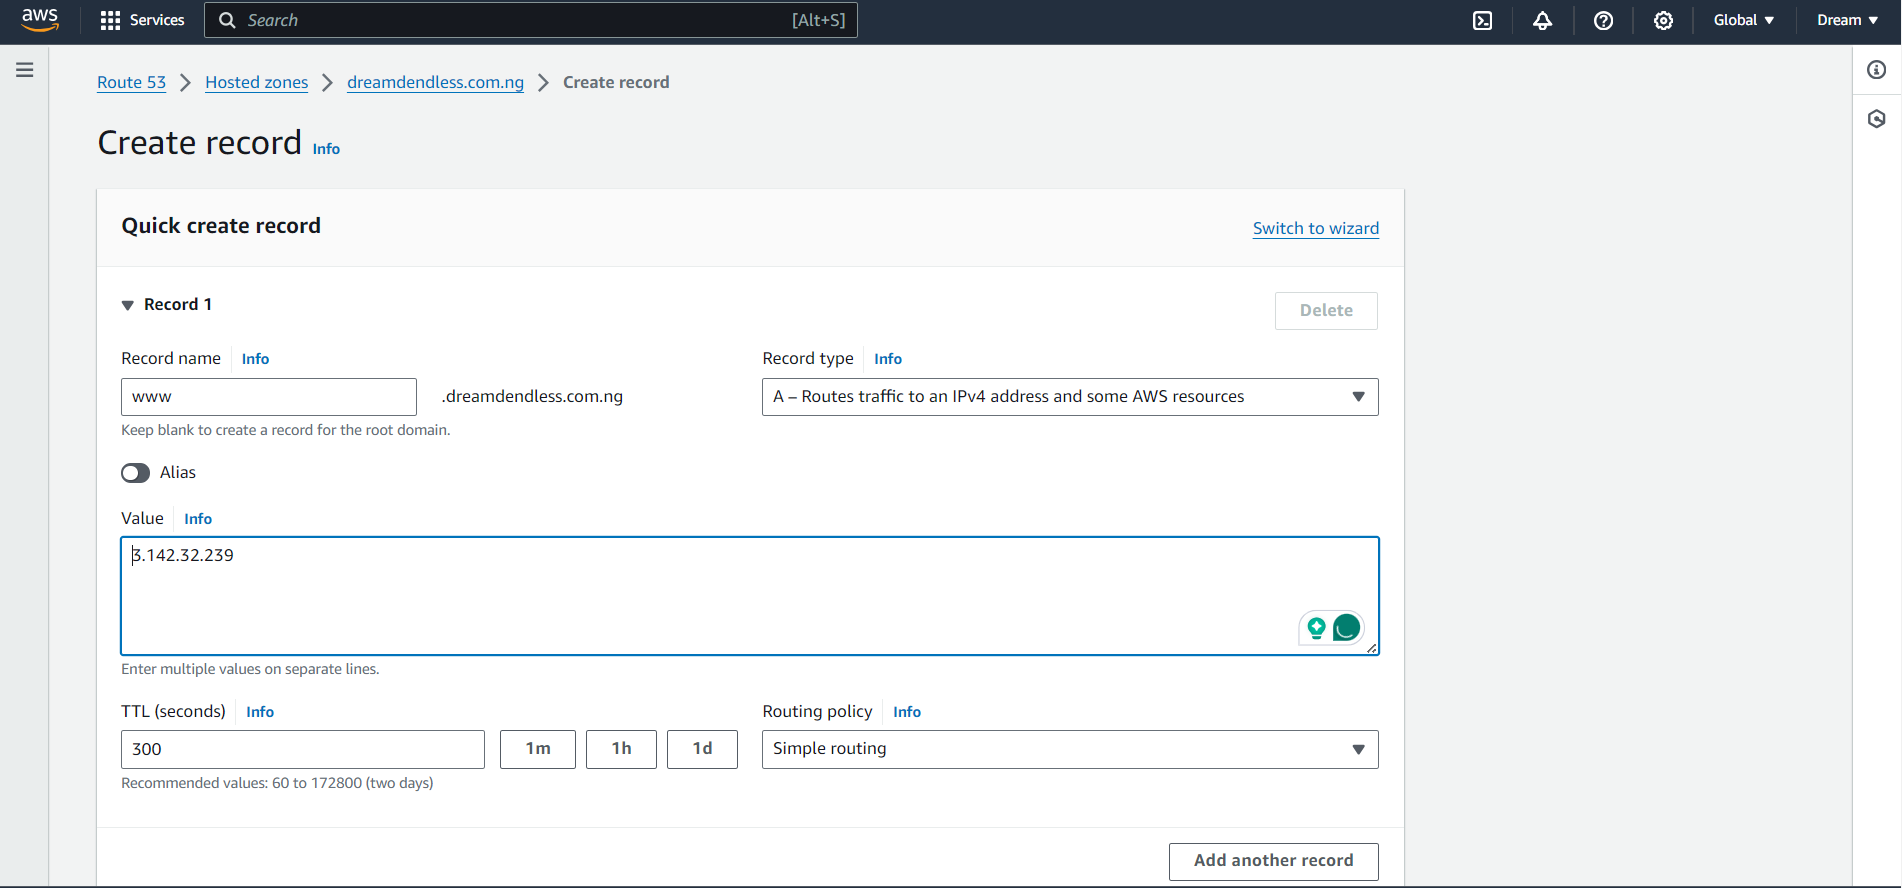 aws Services Search [Alt+S] Global Dream
Route 53 Hosted zones dreamdendless.com.ng Create record
Create record Info
Quick create record Switch to wizard
Record 1 Delete
Record name Info Record type Info
www .dreamdendless.com.ng A – Routes traffic to an IPv4 address and some AWS resources
Keep blank to create a record for the root domain.
Alias
Value Info
3.142.32.239
Enter multiple values on separate lines.
TTL (seconds) Info Routing policy Info
300 1m 1h 1d Simple routing
Recommended values: 60 to 172800 (two days)
Add another record